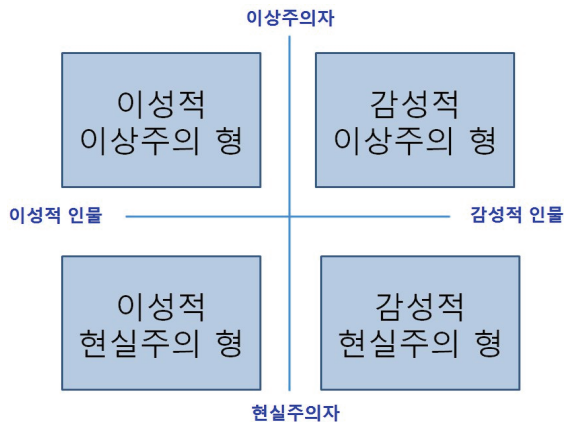 이상주의자
이성적
이상주의 형
감성적
이상주의 형
이성적 인물
감성적 인물
이성적
현실주의 형
감성적
현실주의 형
현실주의자